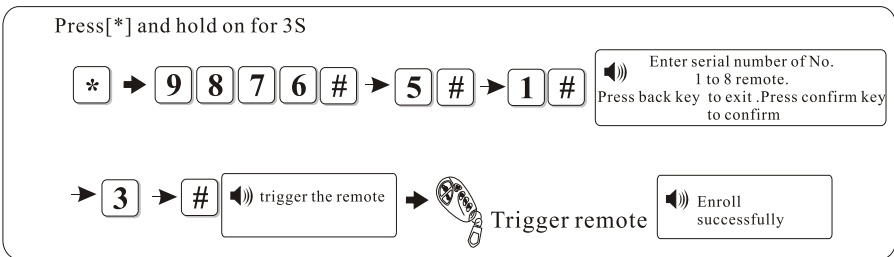 Press[*] and hold on for 3S
* 9 8 7 6 # 5 # 1 #
Enter serial number of No.
1 to 8 remote.
Press back key to exit .Press confirm key
to confirm
3 # trigger the remote
Trigger remote
Enroll
successfully